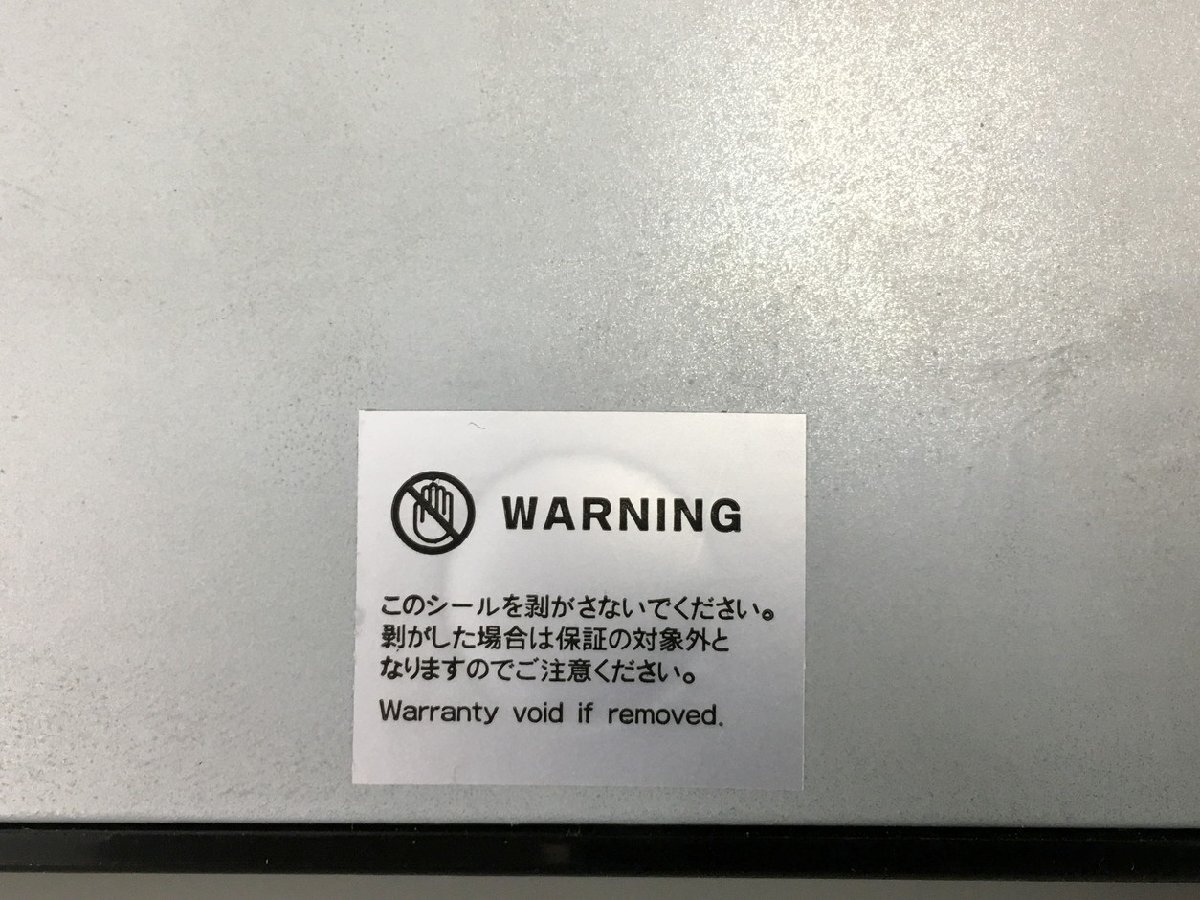 WARNING
このシールを剥がさないでください。
剥がした場合は保証の対象外と
なりますのでご注意ください。
Warranty void if removed.